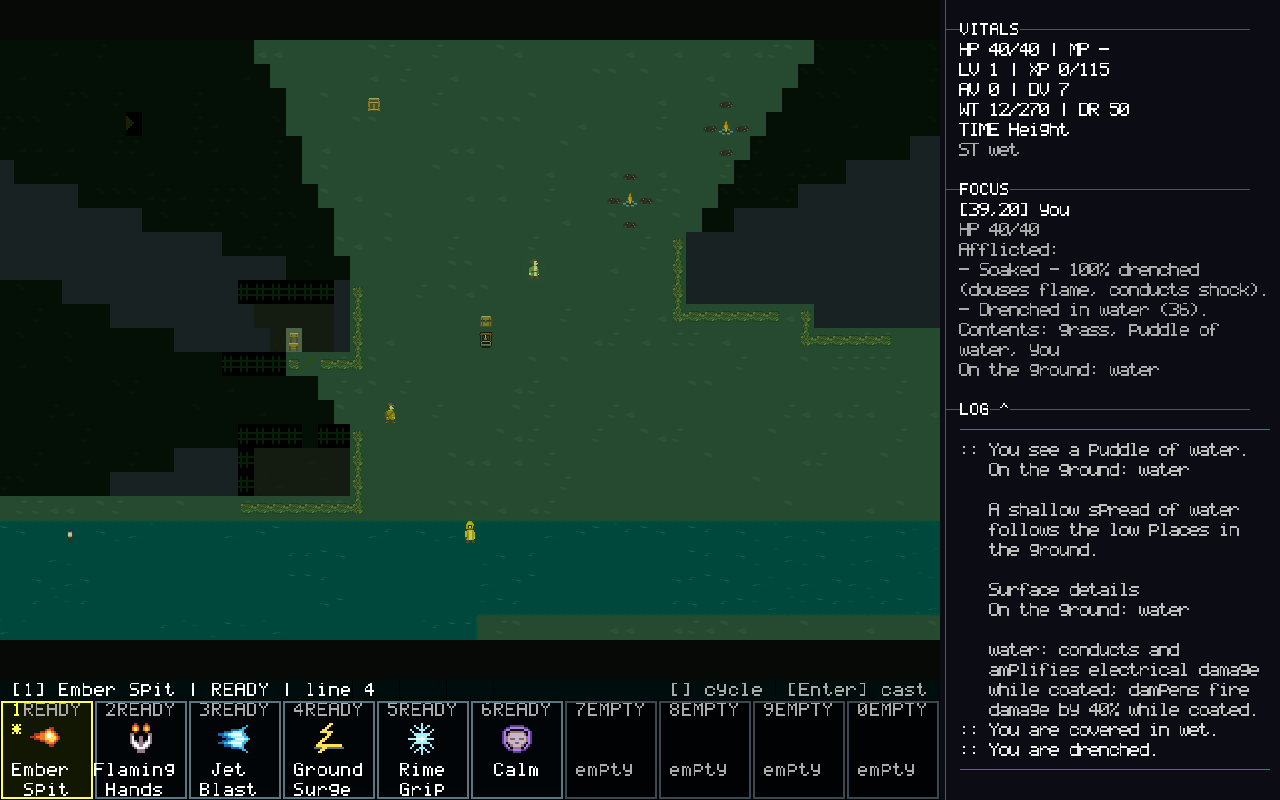 VITALS
HP 40/40 | MP -
LV 1 | XP 0/115
AV 0 | DV 7
WT 12/270 | DR 50
TIME Height
ST wet
FOCUS
[39,20] You
HP 40/40
Afflicted:
- Soaked - 100% drenched
(douses flame, conducts shock).
- Drenched in water (36).
Contents: grass, Puddle of
water, You
On the ground: water
LOG ^
:: You see a Puddle of water.
On the ground: water
A shallow spread of water
follows the low places in
the ground.
Surface details
On the ground: water
water: conducts and
amplifies electrical damage
while coated; dampens fire
damage by 40% while coated.
:: You are covered in wet.
:: You are drenched.
[1] Ember Spit | READY | line 4
[] cycle [Enter] cast
1READY 2READY 3READY 4READY 5READY 6READY 7EMPTY 8EMPTY 9EMPTY 0EMPTY
*
Ember Flaming Jet Ground Rime Calm empty empty empty empty
Spit Hands Blast Surge Grip